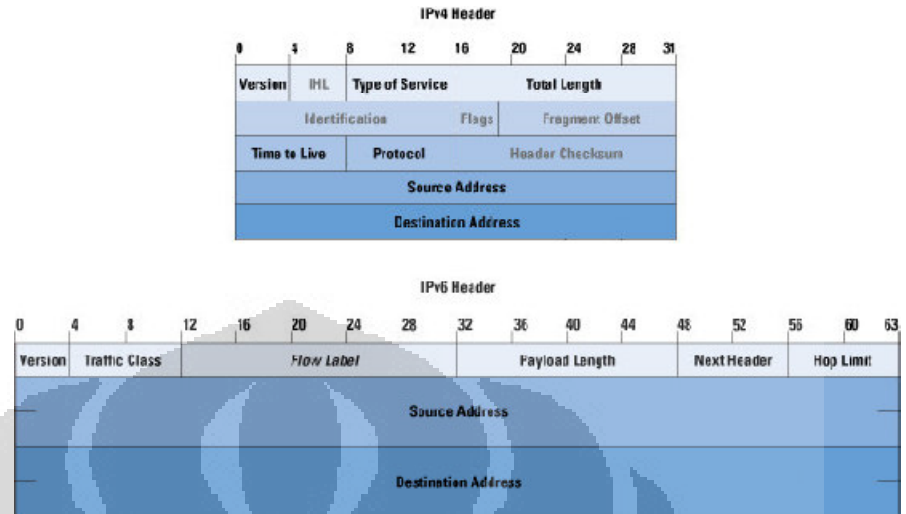 IPv4 Header
0 4 8 12 16 20 24 28 31
Version IHL Type of Service Total Length
Identification Flags Fragment Offset
Time to Live Protocol Header Checksum
Source Address
Destination Address
IPv6 Header
0 4 8 12 16 20 24 28 32 36 40 44 48 52 56 60 63
Version Traffic Class Flow Label Payload Length Next Header Hop Limit
Source Address
Destination Address